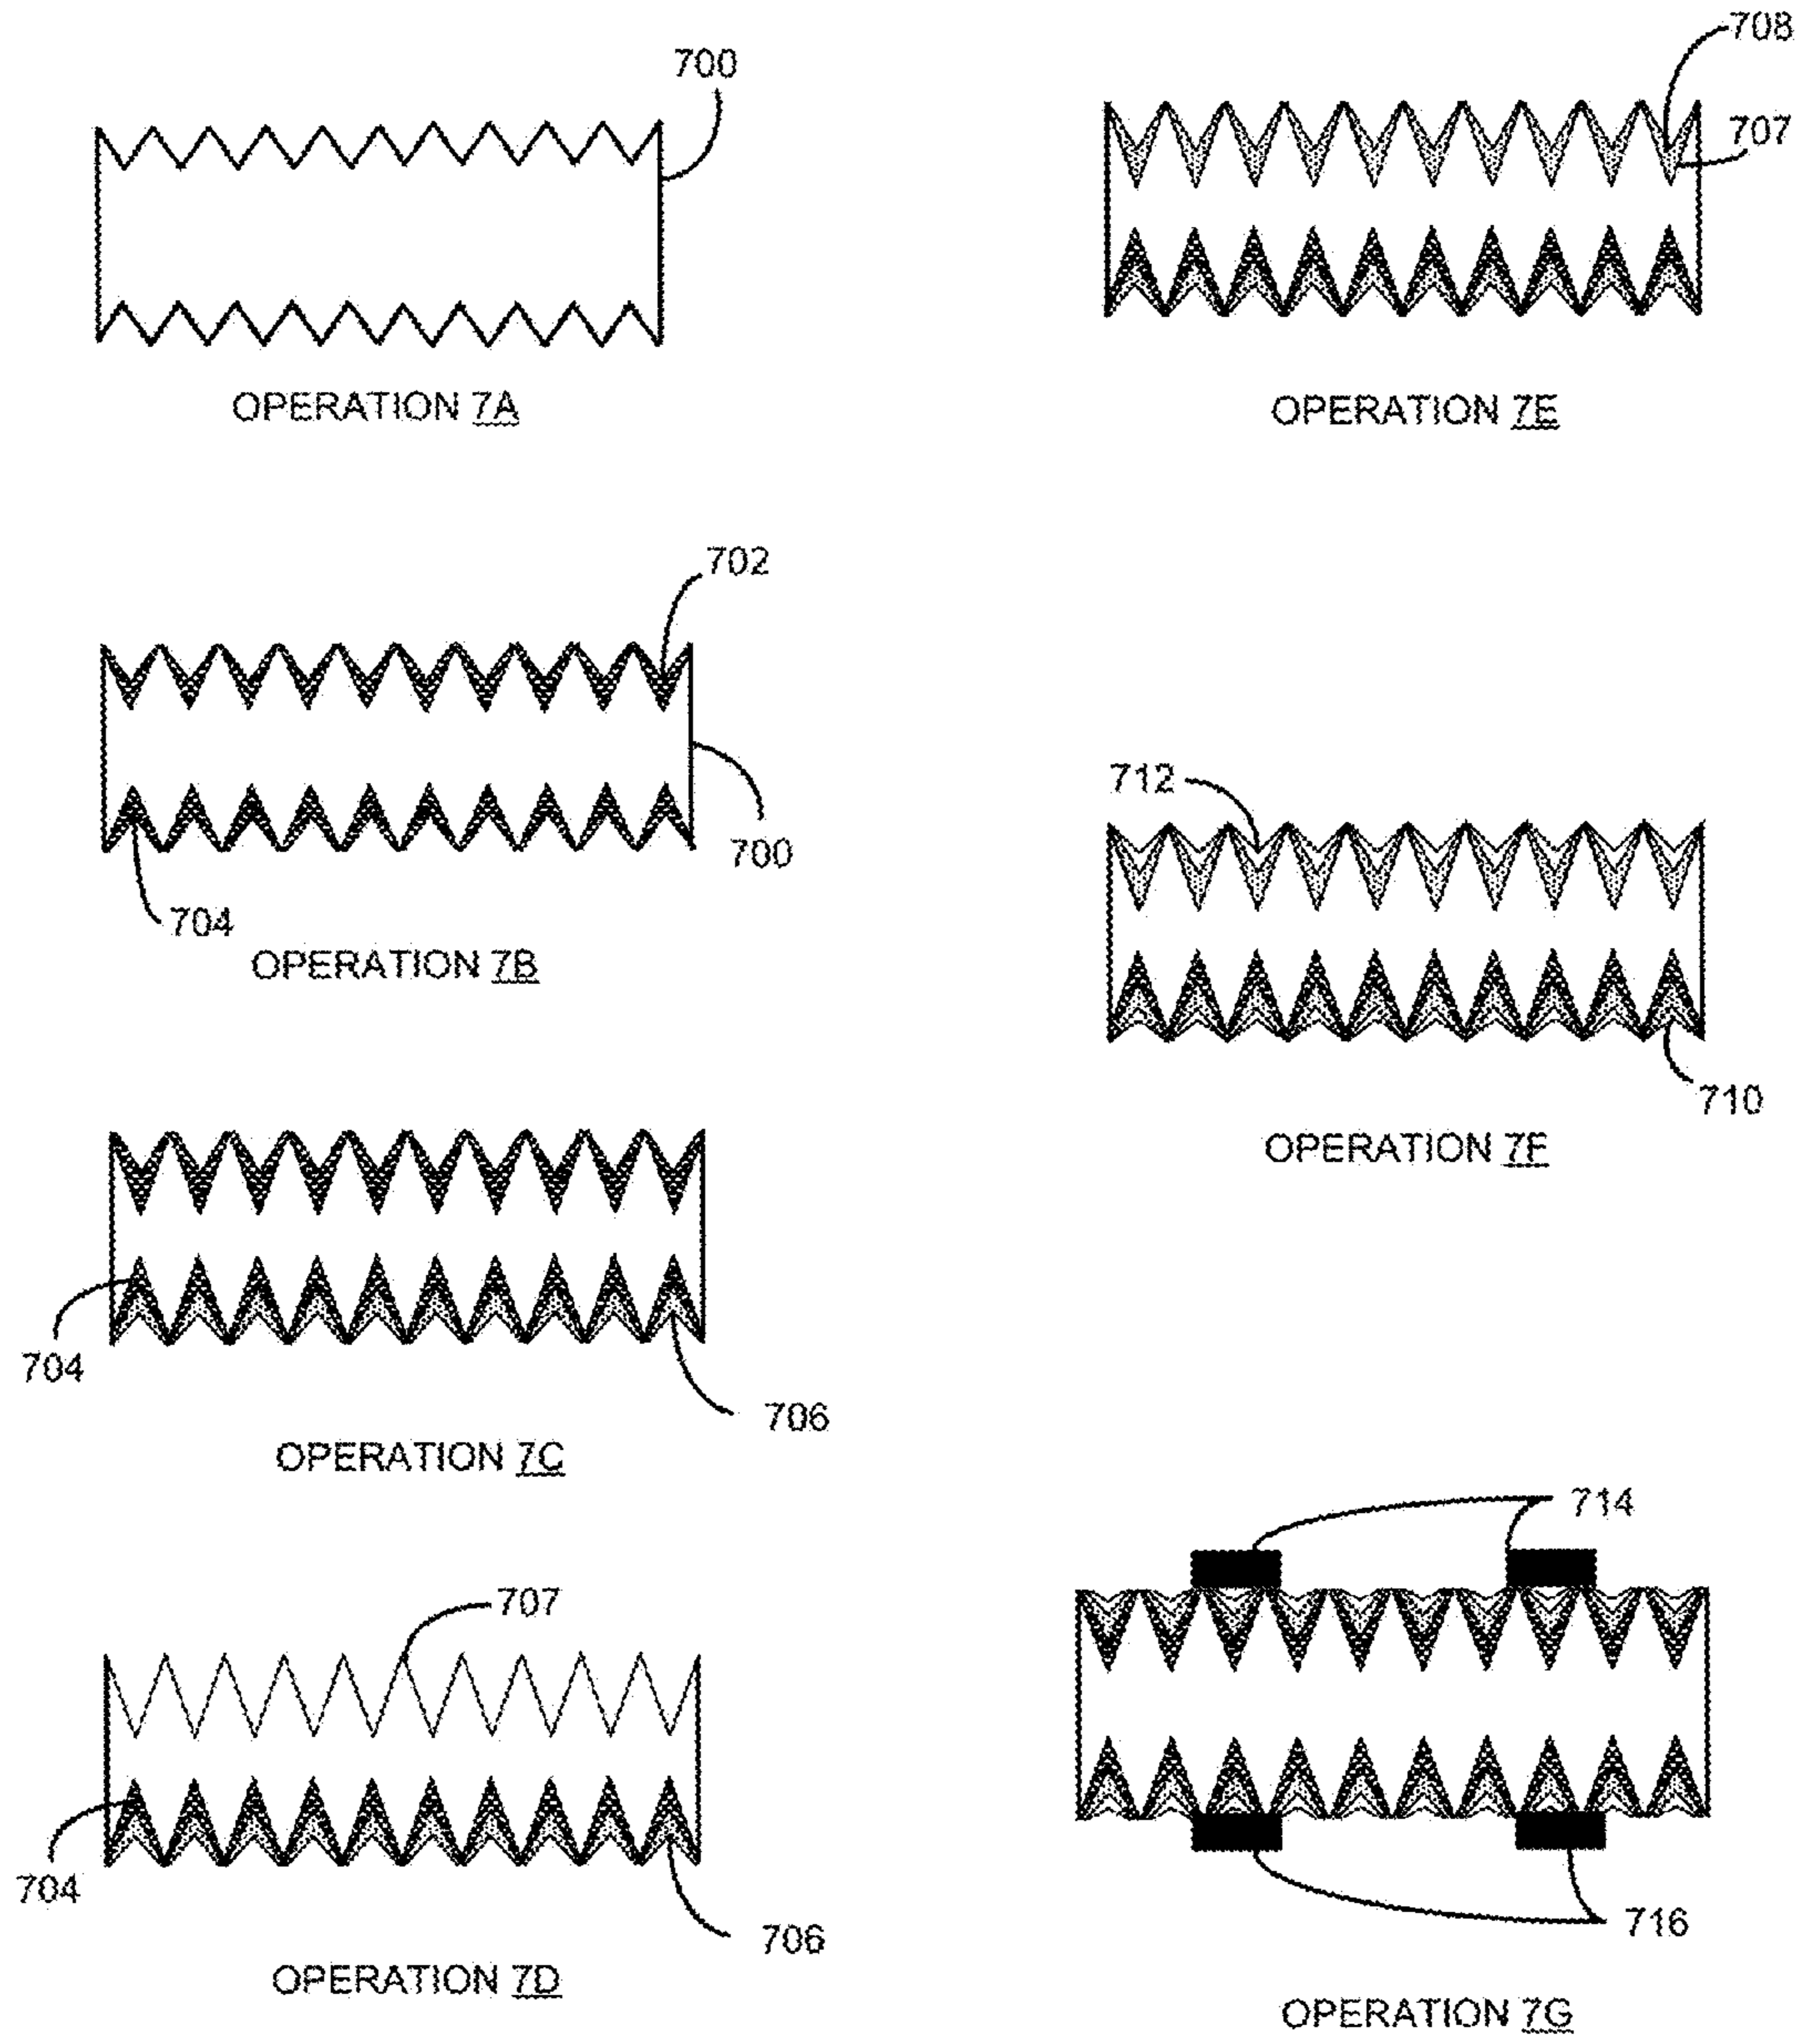 700
OPERATION 7A
702
700
704
OPERATION 7B
704
706
OPERATION 7C
707
704
706
OPERATION 7D
708
707
OPERATION 7E
712
710
OPERATION 7F
714
716
OPERATION 7G